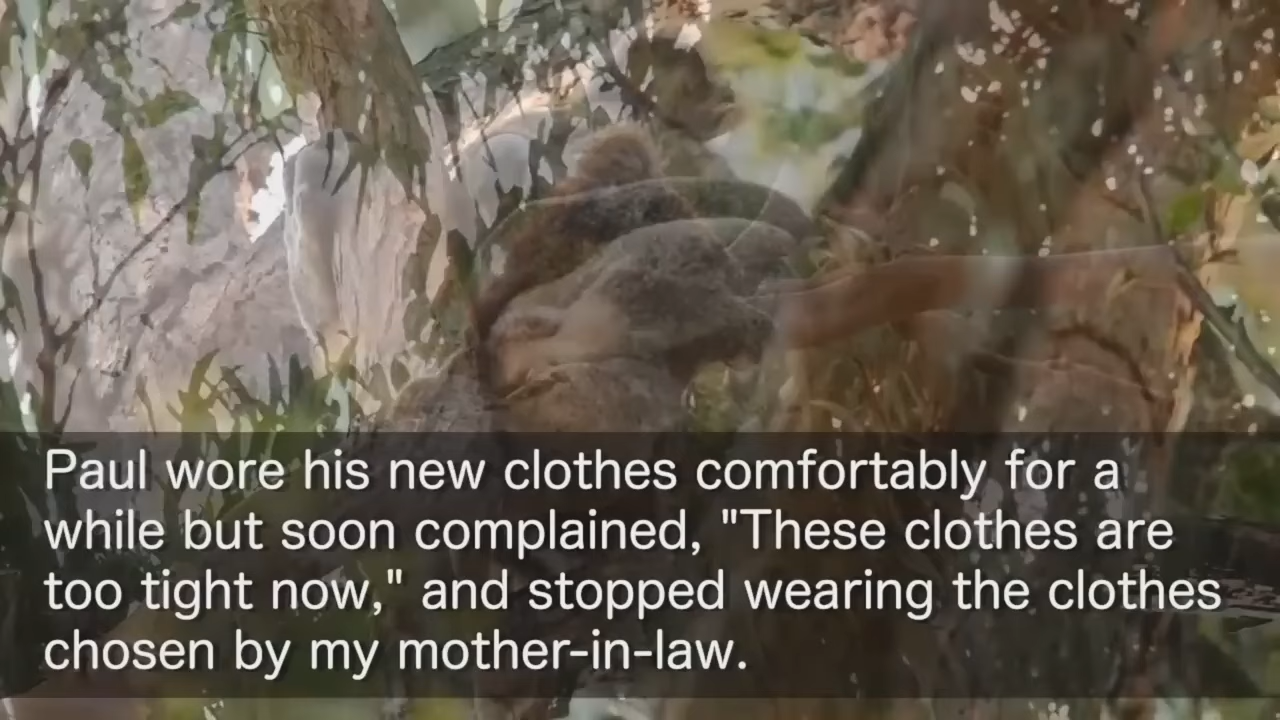 Paul wore his new clothes comfortably for a
while but soon complained, "These clothes are
too tight now," and stopped wearing the clothes
chosen by my mother-in-law.